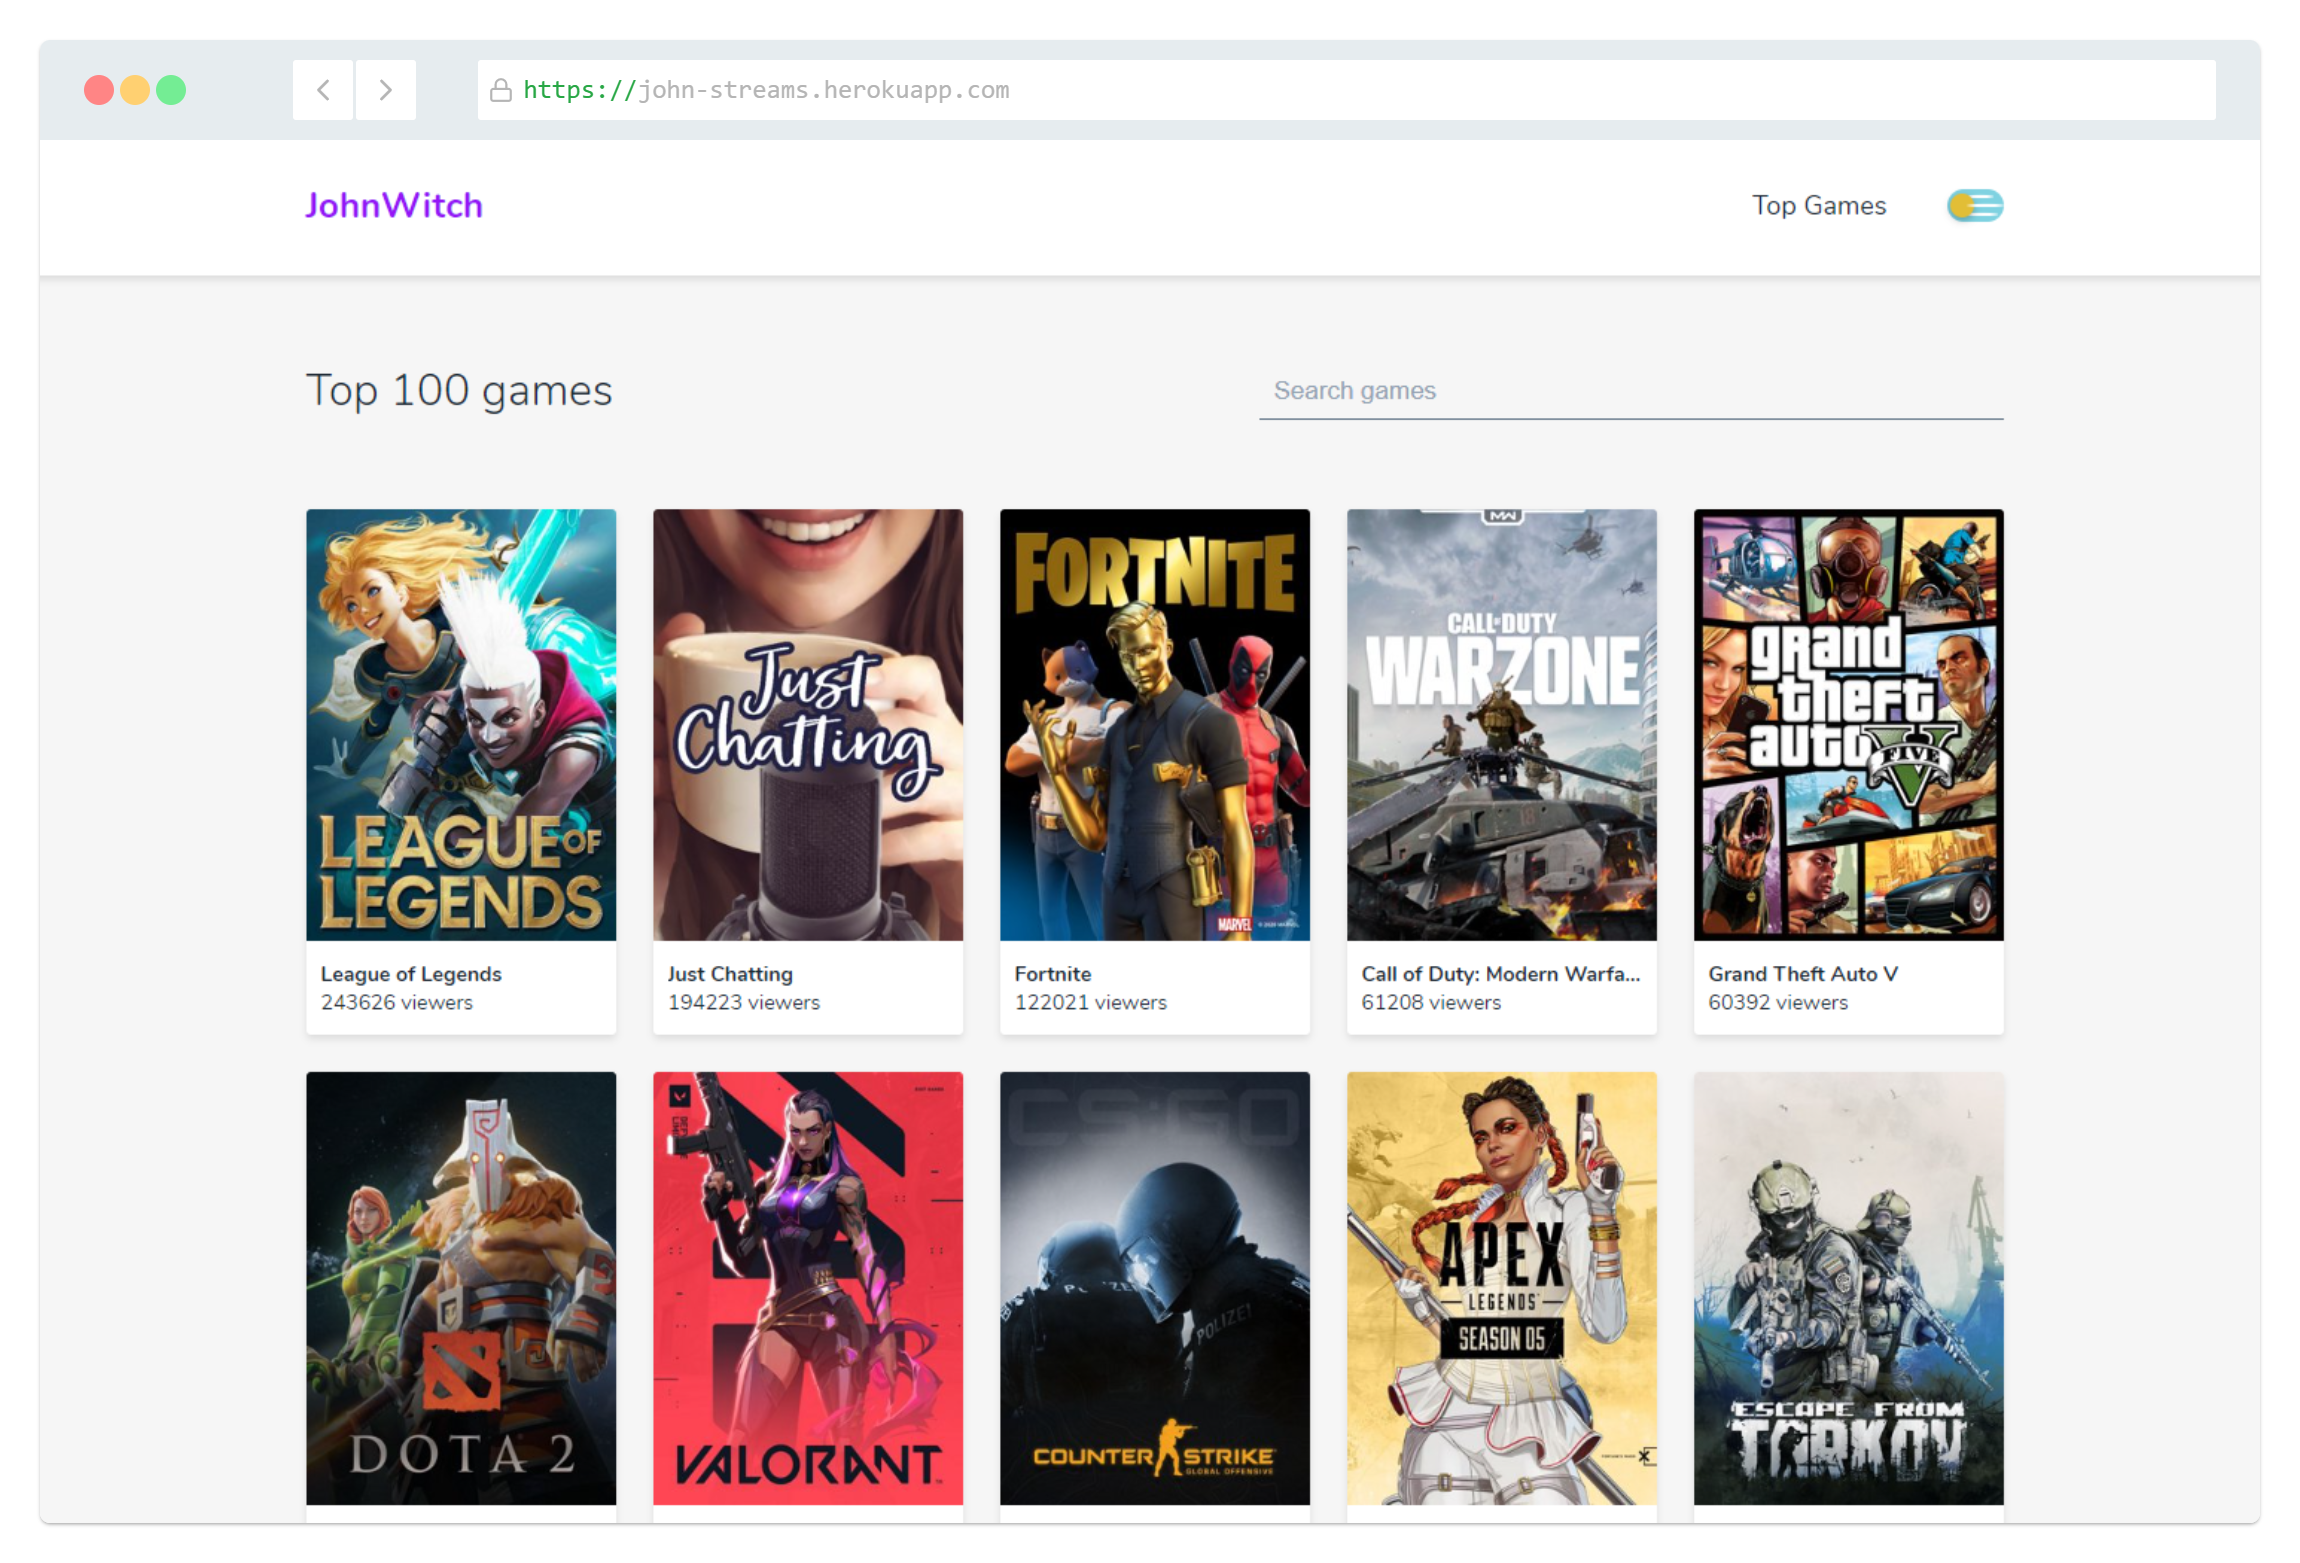 https://john-streams.herokuapp.com
JohnWitch
Top Games
Top 100 games
Search games
LEAGUE OF
LEGENDS
Just
Chatting
FORTNITE
MARVEL
MW
CALL OF DUTY
WARZONE
grand
theft
auto
FIVE
League of Legends
243626 viewers
Just Chatting
194223 viewers
Fortnite
122021 viewers
Call of Duty: Modern Warfa...
61208 viewers
Grand Theft Auto V
60392 viewers
DOTA 2
VALORANT
CS:GO
POLIZEI
COUNTER STRIKE
GLOBAL OFFENSIVE
APEX
LEGENDS
SEASON 05
ESCAPE FROM
TARKOV